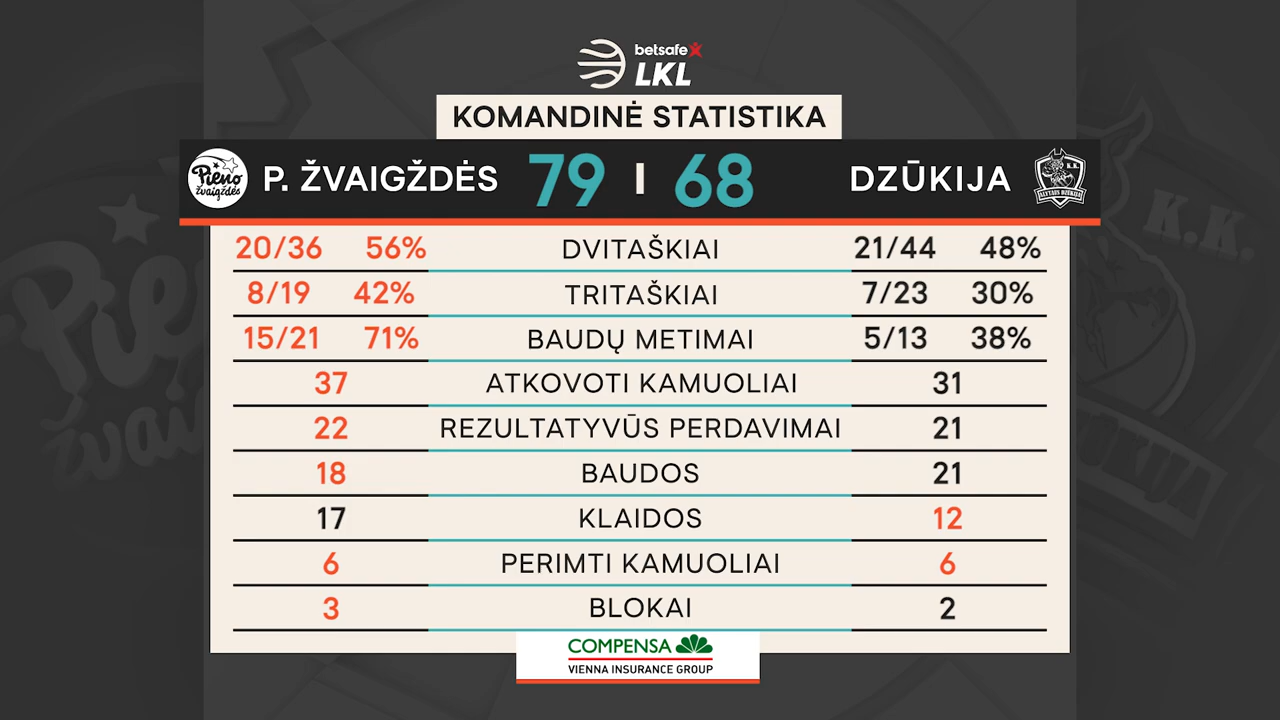 betsafe
LKL
KOMANDINĖ STATISTIKA
Pieno žvaigždės
P. ŽVAIGŽDĖS 79 | 68 DZŪKIJA
K.K.
ALYTAUS DZŪKIJA
20/36 56% DVITAŠKIAI 21/44 48%
8/19 42% TRITAŠKIAI 7/23 30%
15/21 71% BAUDŲ METIMAI 5/13 38%
37 ATKOVOTI KAMUOLIAI 31
22 REZULTATYVŪS PERDAVIMAI 21
18 BAUDOS 21
17 KLAIDOS 12
6 PERIMTI KAMUOLIAI 6
3 BLOKAI 2
COMPENSA
VIENNA INSURANCE GROUP